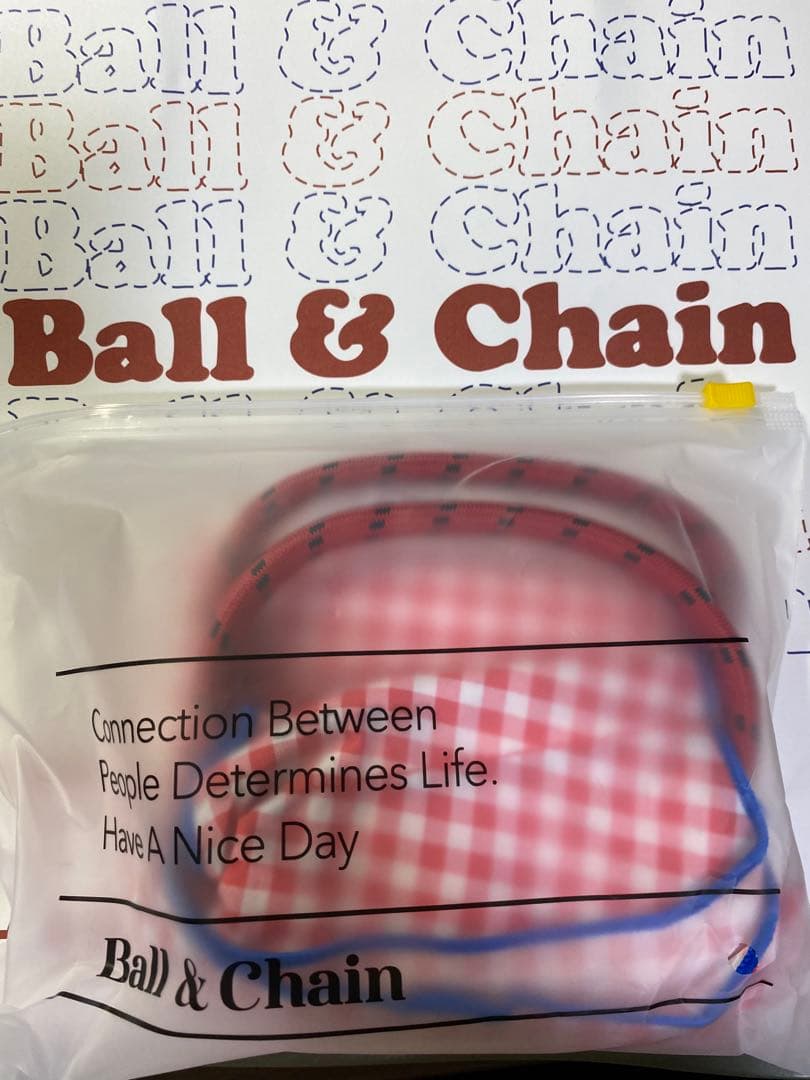 Ball & Chain
Ball & Chain
Ball & Chain
Ball & Chain
Connection Between
People Determines Life.
Have A Nice Day
Ball & Chain